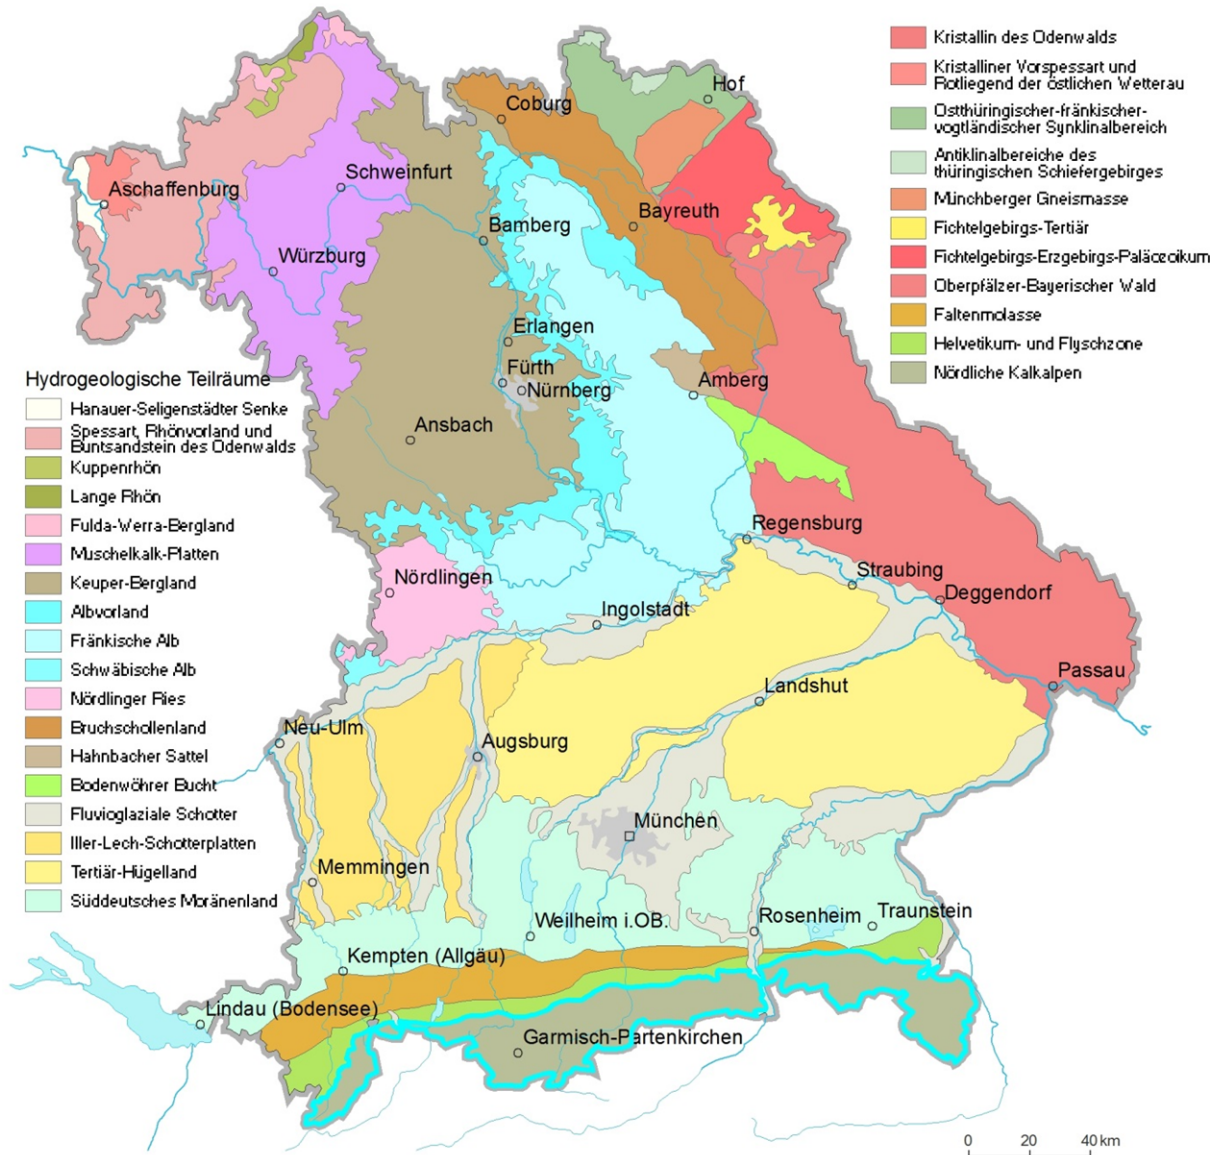 Kristallin des Odenwalds
Kristalliner Vorspessart und
Rotliegend der östlichen Wetterau
Ostthüringischer-fränkischer-
vogtländischer Synklinalbereich
Antiklinalbereiche des
thüringischen Schiefergebirges
Münchberger Gneismasse
Fichtelgebirgs-Tertiär
Fichtelgebirgs-Erzgebirgs-Paläozoikum
Oberpfälzer-Bayerischer Wald
Faltenmolasse
Helvetikum- und Flyschzone
Nördliche Kalkalpen
Hof
Coburg
Schweinfurt
Aschaffenburg
Bayreuth
Bamberg
Würzburg
Erlangen
Fürth
Nürnberg
Amberg
Ansbach
Regensburg
Nördlingen
Straubing
Deggendorf
Ingolstadt
Passau
Landshut
Neu-Ulm
Augsburg
München
Memmingen
Weilheim i.OB.
Rosenheim
Traunstein
Kempten (Allgäu)
Lindau (Bodensee)
Garmisch-Partenkirchen
Hydrogeologische Teilräume
Hanauer-Seligenstädter Senke
Spessart, Rhönvorland und
Buntsandstein des Odenwalds
Kuppenrhön
Lange Rhön
Fulda-Werra-Bergland
Muschelkalk-Platten
Keuper-Bergland
Albvorland
Fränkische Alb
Schwäbische Alb
Nördlinger Ries
Bruchschollenland
Hahnbacher Sattel
Bodenwöhrer Bucht
Fluvioglaziale Schotter
Iller-Lech-Schotterplatten
Tertiär-Hügelland
Süddeutsches Moränenland
0 20 40 km